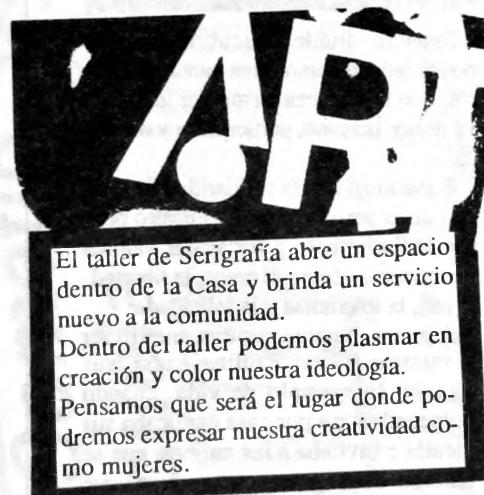 El taller de Serigrafía abre un espacio
dentro de la Casa y brinda un servicio
nuevo a la comunidad.
Dentro del taller podemos plasmar en
creación y color nuestra ideología.
Pensamos que será el lugar donde po-
dremos expresar nuestra creatividad co-
mo mujeres.